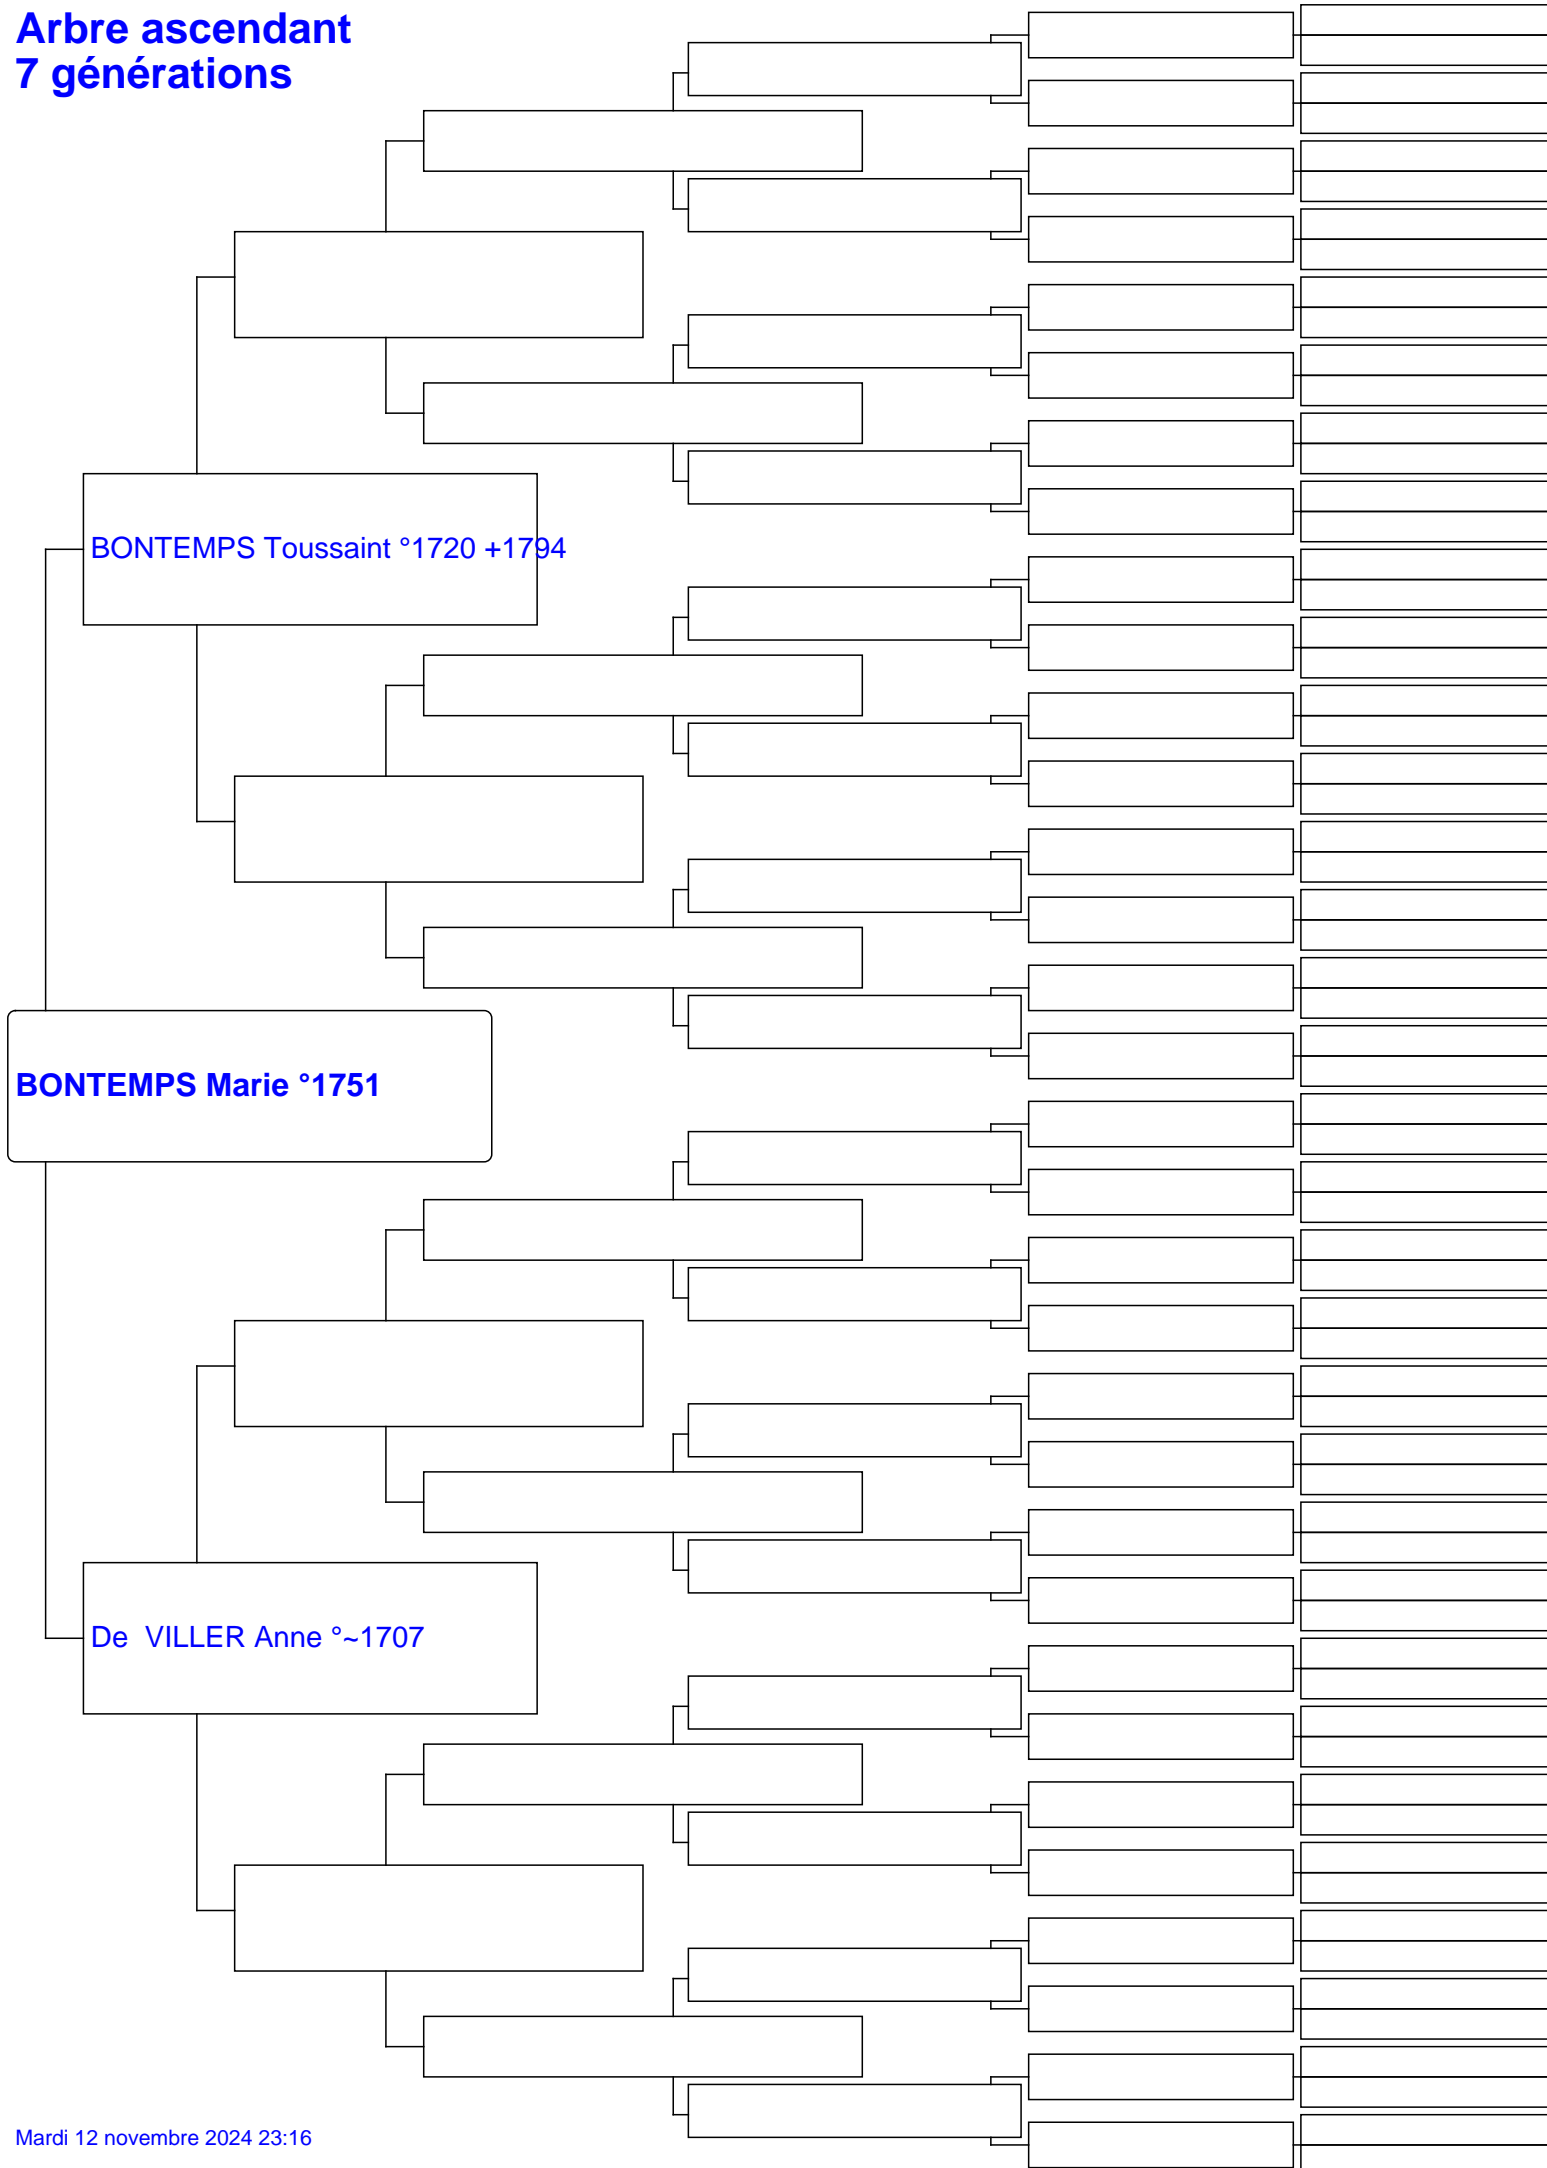 Arbre ascendant
7 générations
BONTEMPS Toussaint °1720 +1794
BONTEMPS Marie °1751
De  VILLER Anne °~1707
Mardi 12 novembre 2024 23:16